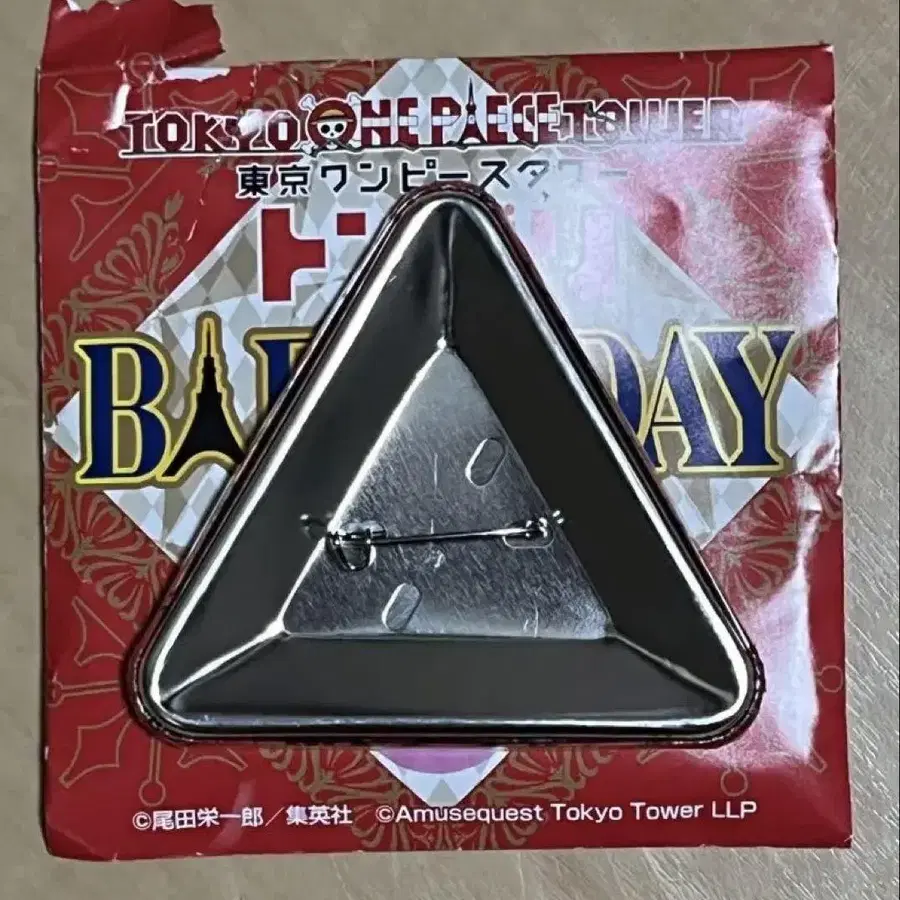 TOKYO ONE PIECE TOWER
東京ワンピースタワー
DAY
©尾田栄一郎／集英社 ©Amusequest Tokyo Tower LLP